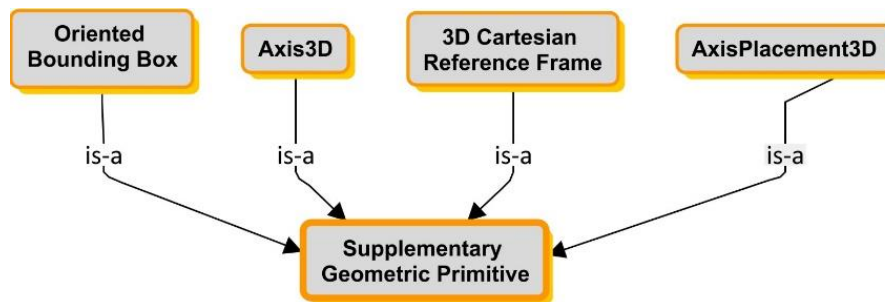 Oriented
Bounding Box
Axis3D
3D Cartesian
Reference Frame
AxisPlacement3D
is-a
is-a
is-a
is-a
Supplementary
Geometric Primitive